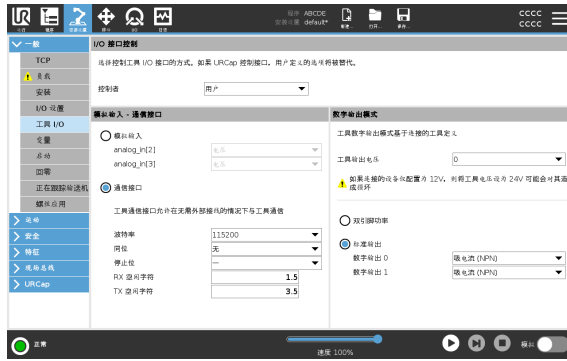 程序 ABCDE
安装设置 default*
新建... 打开... 保存...
CCCC
CCCC
一般
TCP
负载
安装
I/O 设置
工具 I/O
变量
启动
回零
正在跟踪输送机
螺丝应用
运动
安全
特征
现场总线
URCap
I/O 接口控制
选择控制工具 I/O 接口的方式。如果 URCap 控制接口，用户定义的选项将被替代。
控制者
用户
模拟输入 - 通信接口
模拟输入
analog_in[2]
电压
analog_in[3]
电压
通信接口
工具通信接口允许在无需外部接线的情况下与工具通信
波特率
115200
同位
无
停止位
一
RX 空闲字符
1.5
TX 空闲字符
3.5
数字输出模式
工具数字输出模式基于连接的工具定义
工具输出电压
0
如果连接的设备仅配置为 12V，则将工具电压设为 24V 可能会对其造
成损坏
双引脚功率
标准输出
数字输出 0
吸电流 (NPN)
数字输出 1
吸电流 (NPN)
正常
速度 100%
模拟